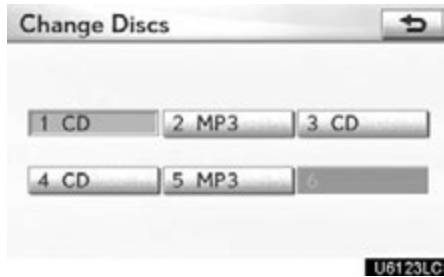 Change Discs
1 CD 2 MP3 3 CD
4 CD 5 MP3 6
U6123LC